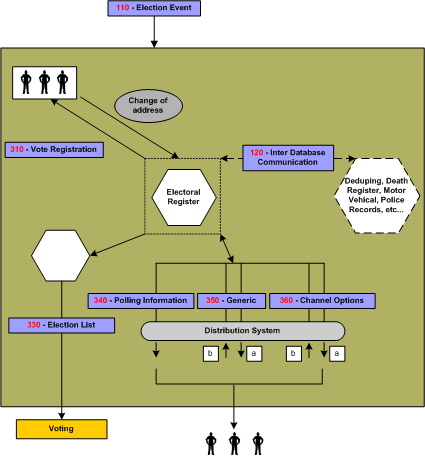 110 - Election Event
Change of
address
310 - Vote Registration
120 - Inter Database
Communication
Electoral
Register
Deduping, Death
Register, Motor
Vehical, Police
Records, etc...
340 - Polling Information
350 - Generic
360 - Channel Options
330 - Election List
Distribution System
b
a
b
a
Voting